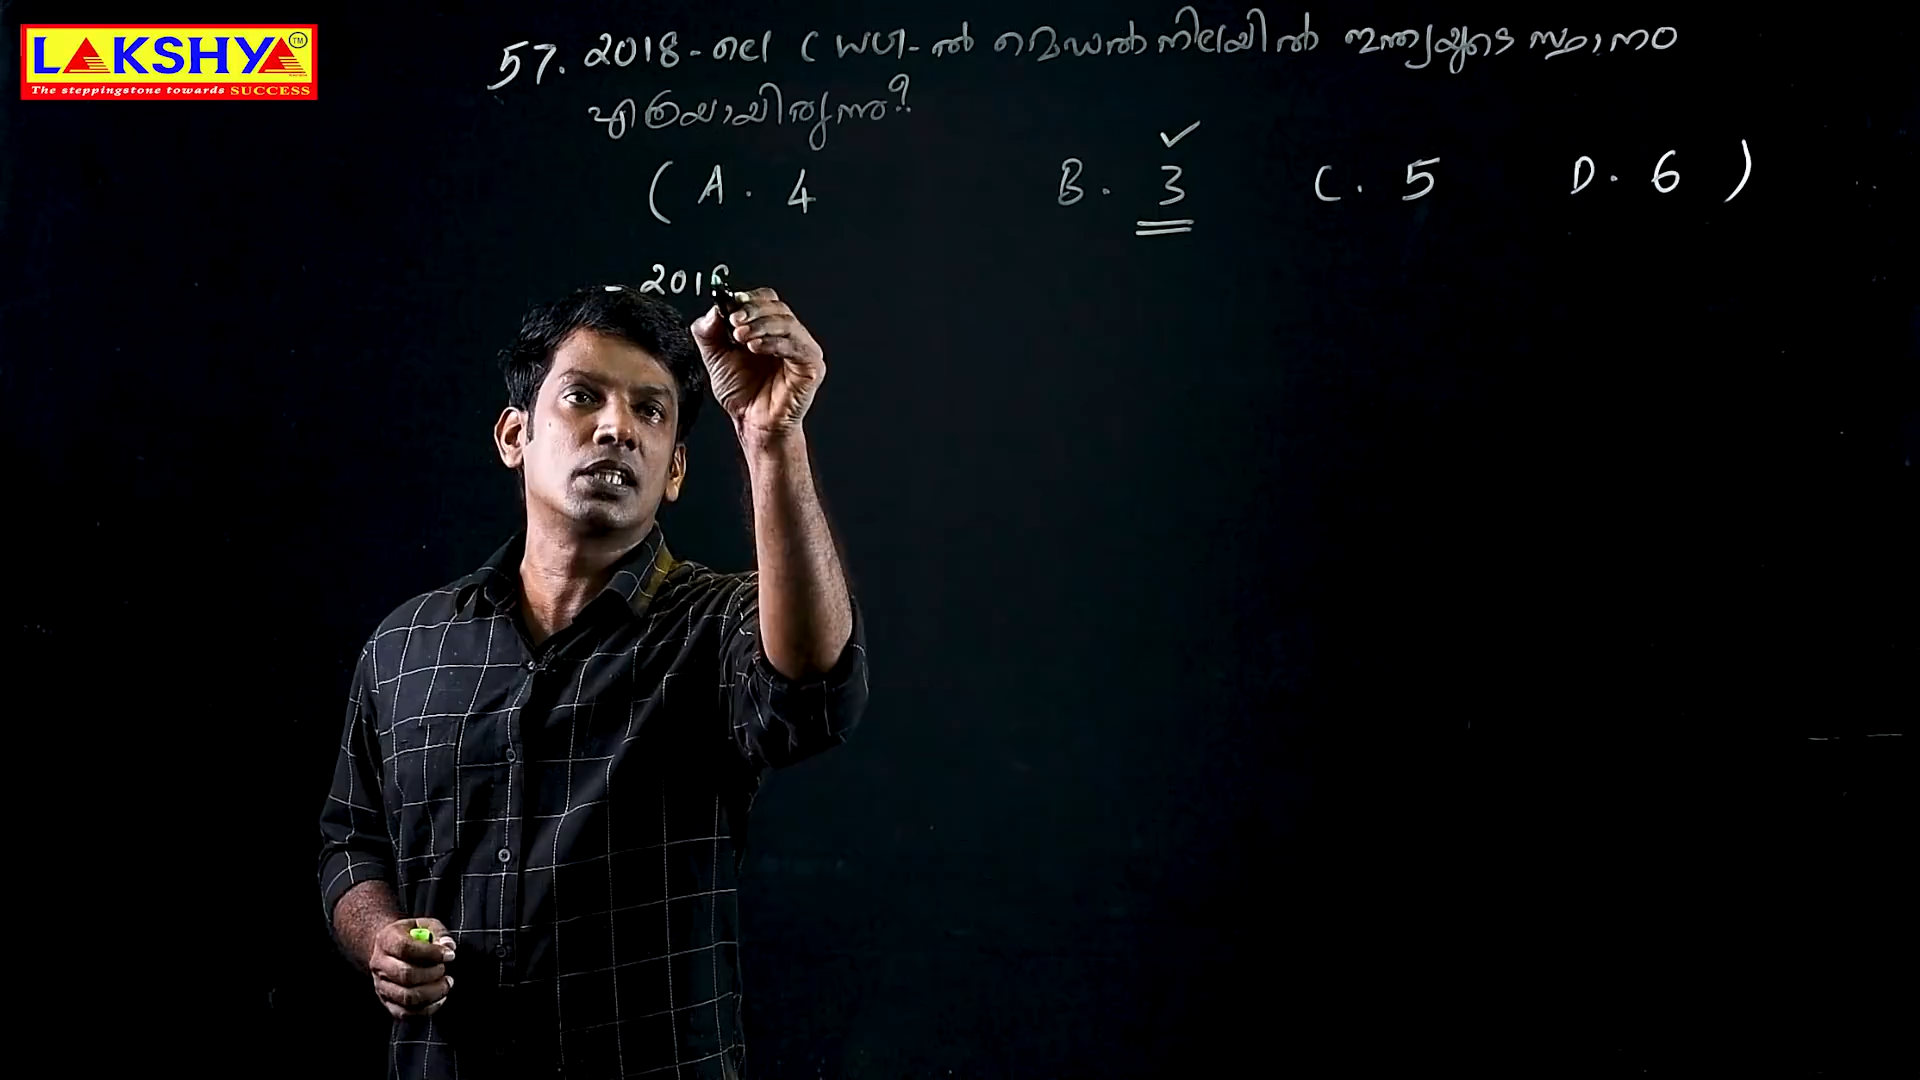 LAKSHYA TM
The steppingstone towards SUCCESS
57. 2018-ലെ CWG-ൽ മെഡൽ നിലയിൽ ഇന്ത്യയുടെ സ്ഥാനം
എത്രയായിരുന്നു?
( A. 4 B. 3 C. 5 D. 6 )
- 2018